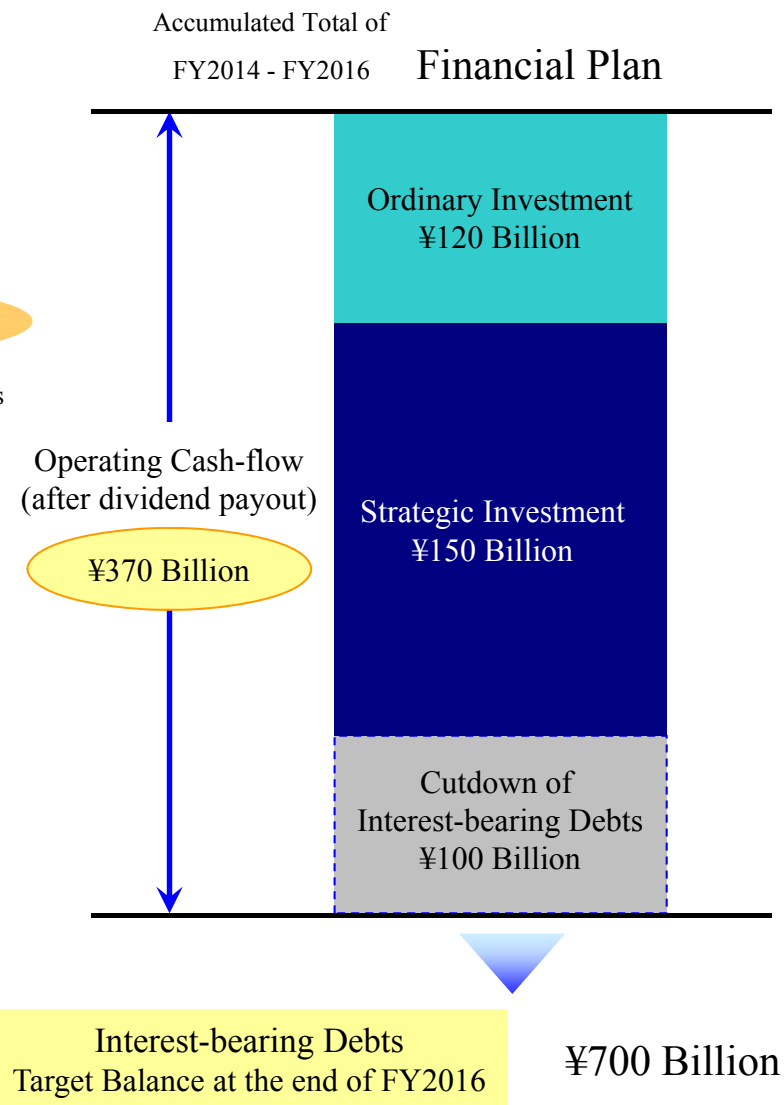 Accumulated Total of
FY2014 - FY2016
Financial Plan
Ordinary Investment
¥120 Billion
s
Operating Cash-flow
(after dividend payout)
¥370 Billion
Strategic Investment
¥150 Billion
Cutdown of
Interest-bearing Debts
¥100 Billion
Interest-bearing Debts
Target Balance at the end of FY2016
¥700 Billion